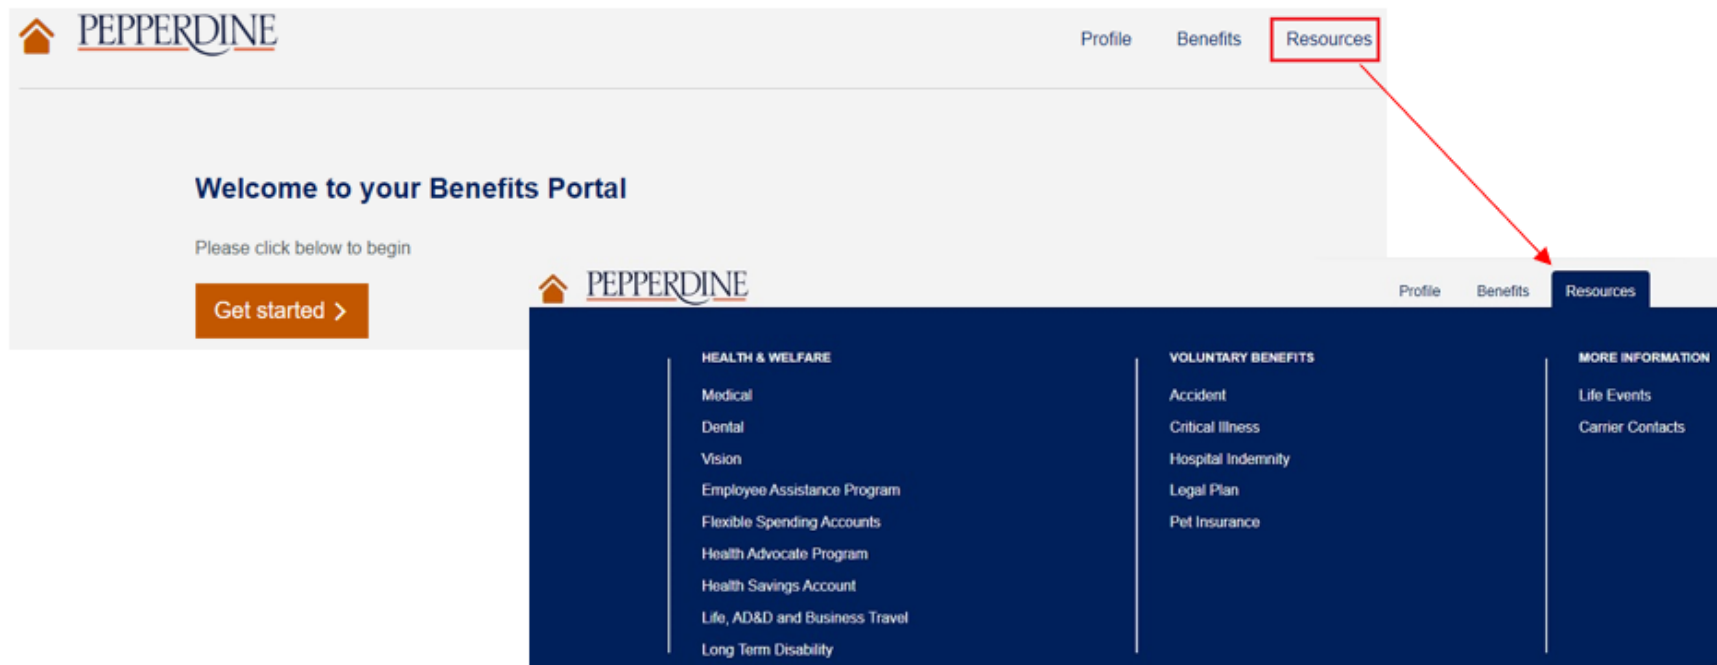 PEPPERDINE
Profile Benefits Resources
Welcome to your Benefits Portal
Please click below to begin
Get started >
PEPPERDINE
Profile Benefits Resources
HEALTH & WELFARE
Medical
Dental
Vision
Employee Assistance Program
Flexible Spending Accounts
Health Advocate Program
Health Savings Account
Life, AD&D and Business Travel
Long Term Disability
VOLUNTARY BENEFITS
Accident
Critical Illness
Hospital Indemnity
Legal Plan
Pet Insurance
MORE INFORMATION
Life Events
Carrier Contacts